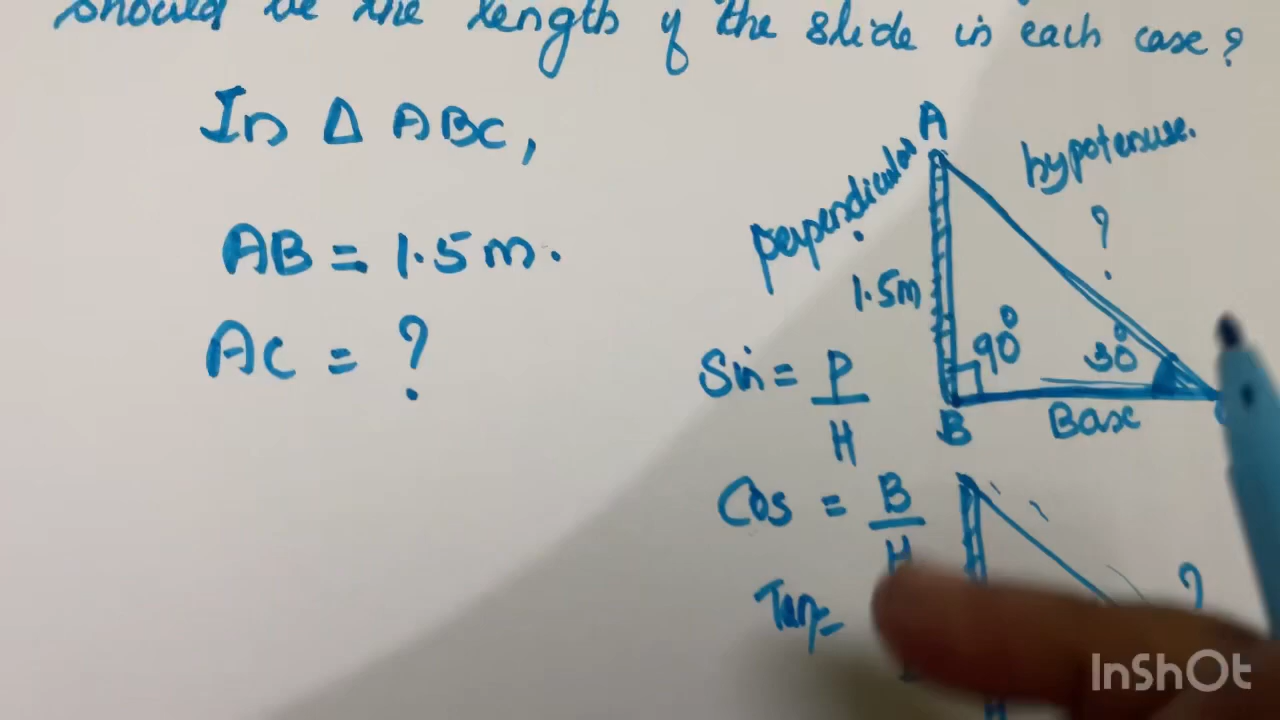 should be the length of the slide in each case?
In Δ ABC,
AB = 1.5m.
AC = ?
A
perpendicular
hypotenuse.
?
1.5m
90°
30°
B
Base
Sin = P/H
Cos = B/H
Tan =
?
InShOt